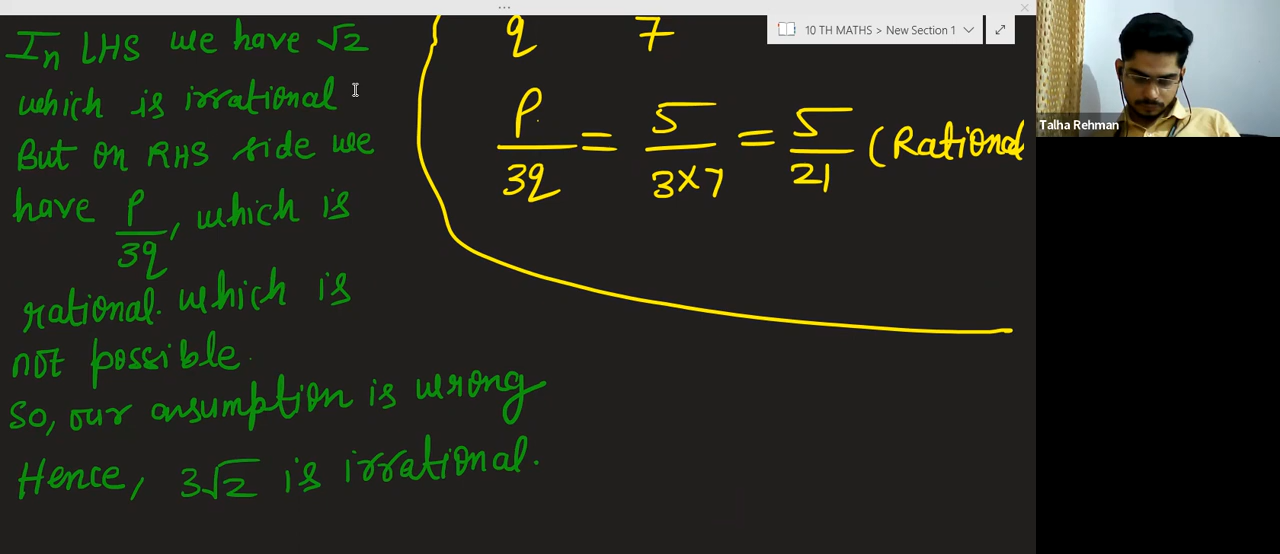 In LHS we have √2
which is irrational
But on RHS side we
have P/3q, which is
rational. which is
not possible.
So, our assumption is wrong
Hence, 3√2 is irrational.
q 7
P/3q = 5/3×7 = 5/21 (Rational
10 TH MATHS > New Section 1
Talha Rehman